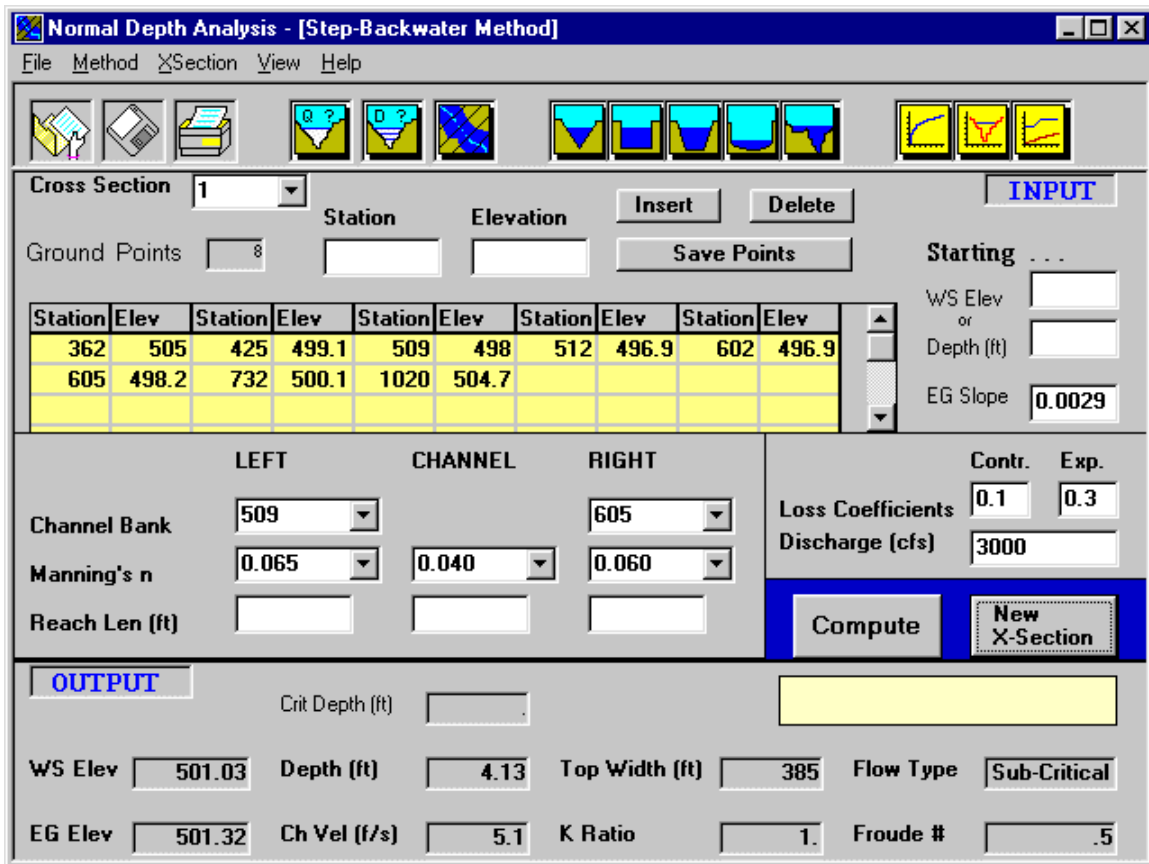 Normal Depth Analysis - [Step-Backwater Method]
File Method XSection View Help
Q ? D ?
Cross Section 1 INPUT
Station Elevation Insert Delete
Ground Points 8 Save Points Starting . . .
WS Elev
or
Depth (ft)
EG Slope 0.0029
Station Elev Station Elev Station Elev Station Elev Station Elev
362 505 425 499.1 509 498 512 496.9 602 496.9
605 498.2 732 500.1 1020 504.7
LEFT CHANNEL RIGHT Contr. Exp.
Channel Bank 509 605 Loss Coefficients 0.1 0.3
Manning's n 0.065 0.040 0.060 Discharge (cfs) 3000
Reach Len (ft) Compute New
X-Section
OUTPUT
Crit Depth (ft) .
WS Elev 501.03 Depth (ft) 4.13 Top Width (ft) 385 Flow Type Sub-Critical
EG Elev 501.32 Ch Vel (f/s) 5.1 K Ratio 1. Froude # .5